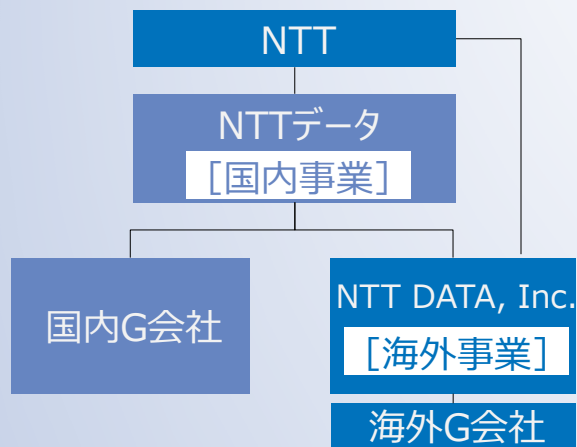 NTT
NTTデータ
［国内事業］
国内G会社
NTT DATA, Inc.
［海外事業］
海外G会社